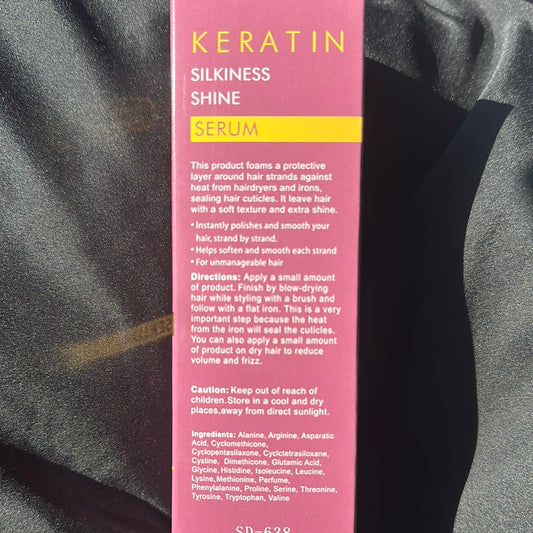 KERATIN
SILKINESS
SHINE
SERUM
This product foams a protective
layer around hair strands against
heat from hairdryers and irons,
sealing hair cuticles. It leave hair
with a soft texture and extra shine.
• Instantly polishes and smooth your
hair, strand by strand.
• Helps soften and smooth each strand
• For unmanageable hair
Directions: Apply a small amount
of product. Finish by blow-drying
hair while styling with a brush and
follow with a flat iron. This is a very
important step because the heat
from the iron will seal the cuticles.
You can also apply a small amount
of product on dry hair to reduce
volume and frizz.
Caution: Keep out of reach of
children.Store in a cool and dry
places,away from direct sunlight.
Ingredients: Alanine, Arginine, Asparatic
Acid, Cyclomethicone,
Cyclopentasilaxone, Cyclctetrasiloxane,
Cystine, Dimethicone, Glutamic Acid,
Glycine, Histidine, Isoleucine, Leucine,
Lysine, Methionine, Perfume,
Phenylalanine, Proline, Serine, Threonine,
Tyrosine, Tryptophan, Valine
SD-638